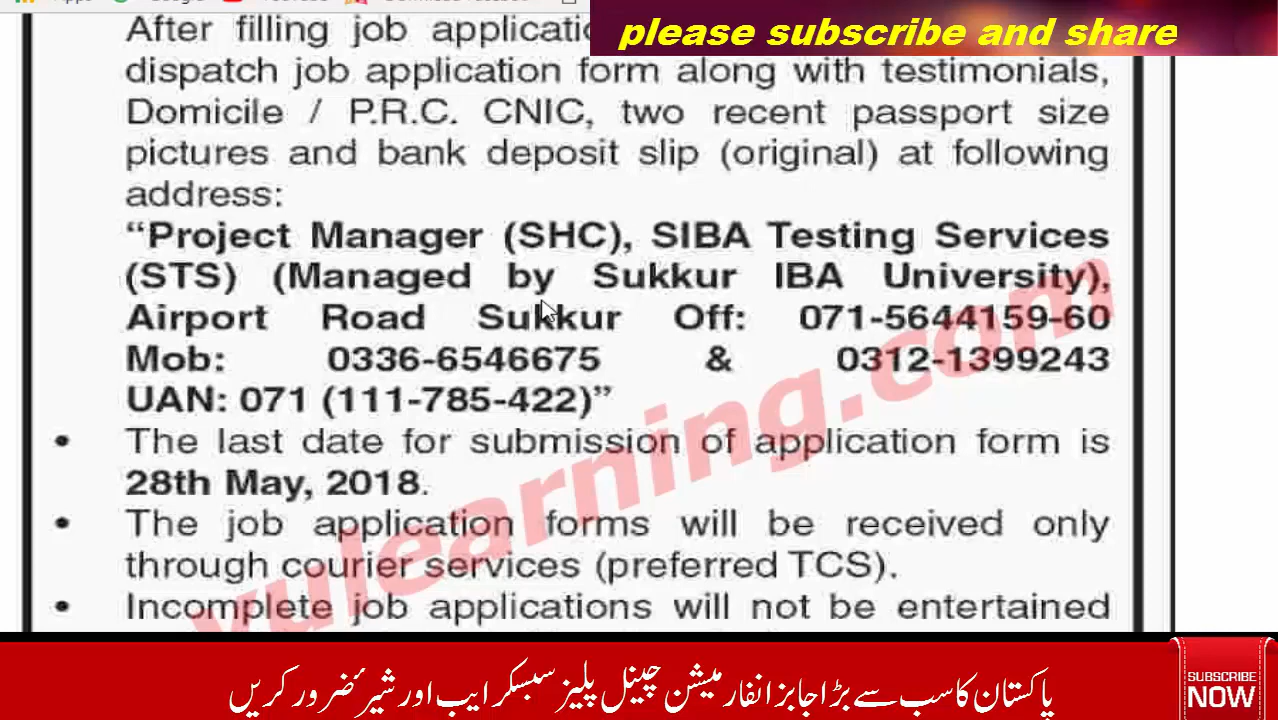 please subscribe and share
After filling job applicatio
dispatch job application form along with testimonials,
Domicile / P.R.C. CNIC, two recent passport size
pictures and bank deposit slip (original) at following
address:
“Project Manager (SHC), SIBA Testing Services
(STS) (Managed by Sukkur IBA University),
Airport Road Sukkur Off: 071-5644159-60
Mob: 0336-6546675 & 0312-1399243
UAN: 071 (111-785-422)”
• The last date for submission of application form is
28th May, 2018.
• The job application forms will be received only
through courier services (preferred TCS).
• Incomplete job applications will not be entertained
vulearning.com
پاکستان کا سب سے بڑا جابز انفارمیشن چینل پلیز سبسکرایب اور شیئر ضرور کریں
SUBSCRIBE
NOW